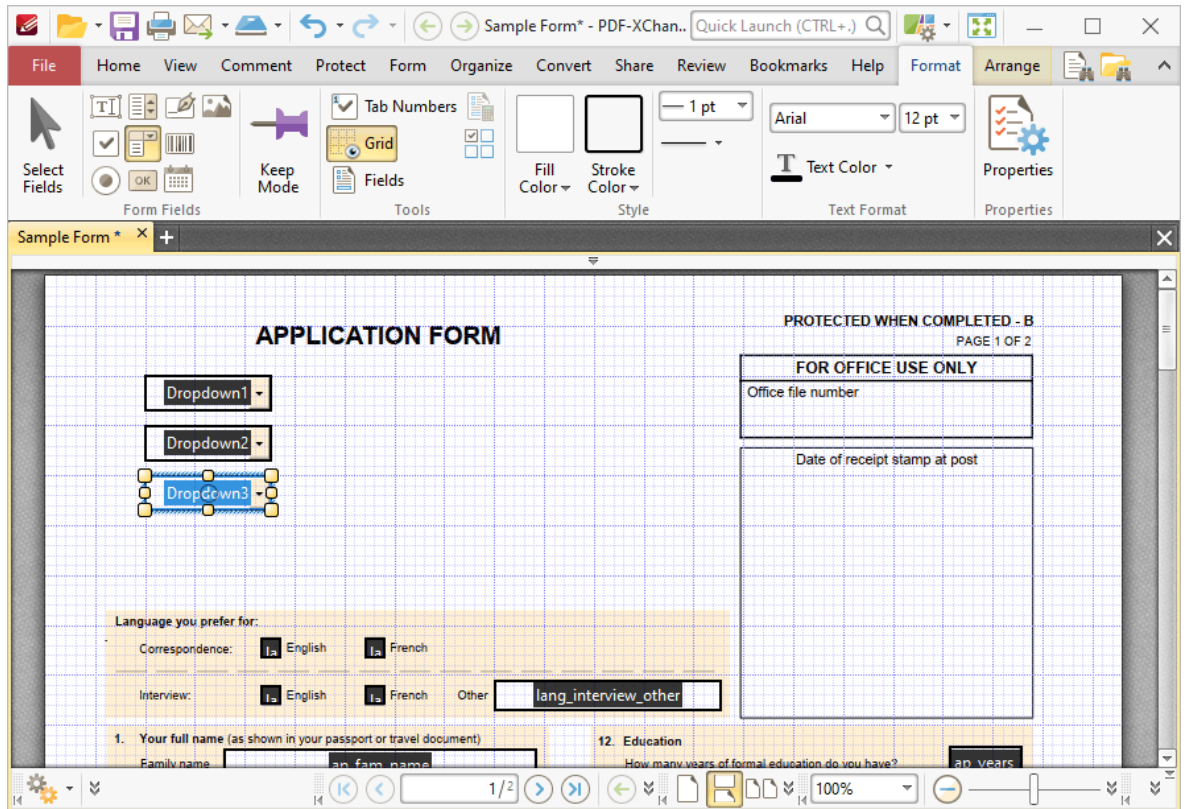 Sample Form* - PDF-XChan..
Quick Launch (CTRL+.)
File Home View Comment Protect Form Organize Convert Share Review Bookmarks Help Format Arrange
Select Fields
OK
Form Fields
Keep Mode
Tab Numbers
Grid
Fields
Tools
Fill Color
Stroke Color
1 pt
Style
Arial
12 pt
T Text Color
Text Format
Properties
Properties
Sample Form *
APPLICATION FORM
PROTECTED WHEN COMPLETED - B
PAGE 1 OF 2
FOR OFFICE USE ONLY
Office file number
Date of receipt stamp at post
Dropdown1
Dropdown2
Dropdown3
Language you prefer for:
Correspondence: la English la French
Interview: la English la French Other lang_interview_other
1. Your full name (as shown in your passport or travel document)
Family name ap_fam_name
12. Education
How many years of formal education do you have? ap_years
1/2
100%